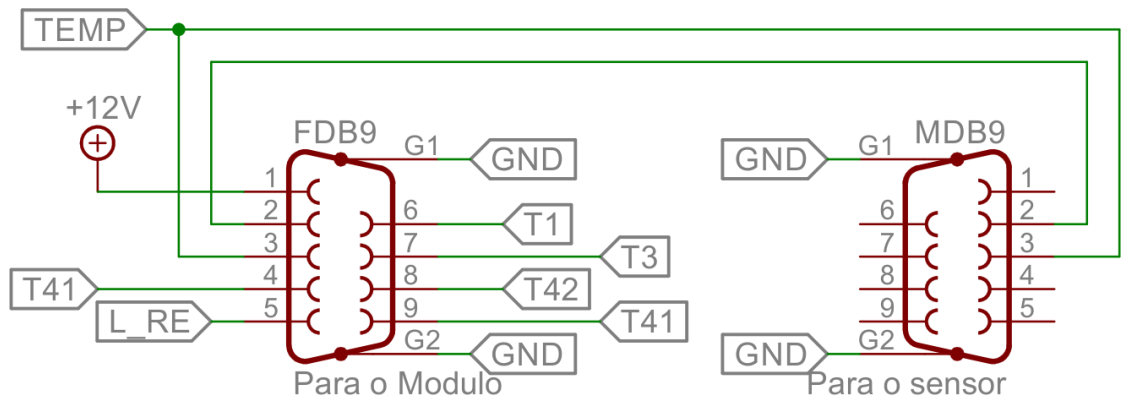 TEMP
+12V
FDB9
MDB9
G1
GND
GND
G1
1
1
2
6
T1
6
2
3
7
T3
7
3
T41
4
8
T42
8
4
L_RE
5
9
T41
9
5
G2
GND
GND
G2
Para o Modulo
Para o sensor